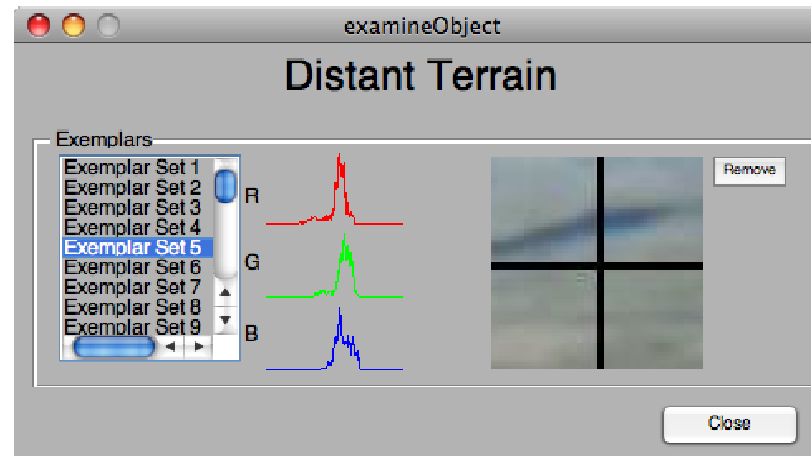 examineObject
Distant Terrain
Exemplars
Exemplar Set 1
Exemplar Set 2
Exemplar Set 3
Exemplar Set 4
Exemplar Set 5
Exemplar Set 6
Exemplar Set 7
Exemplar Set 8
Exemplar Set 9
R
G
B
Remove
Close